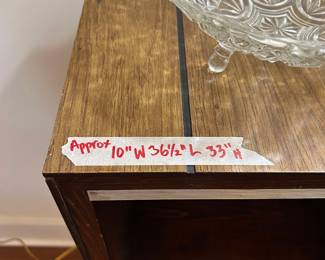 Approx 10" W 36½" L 33" H